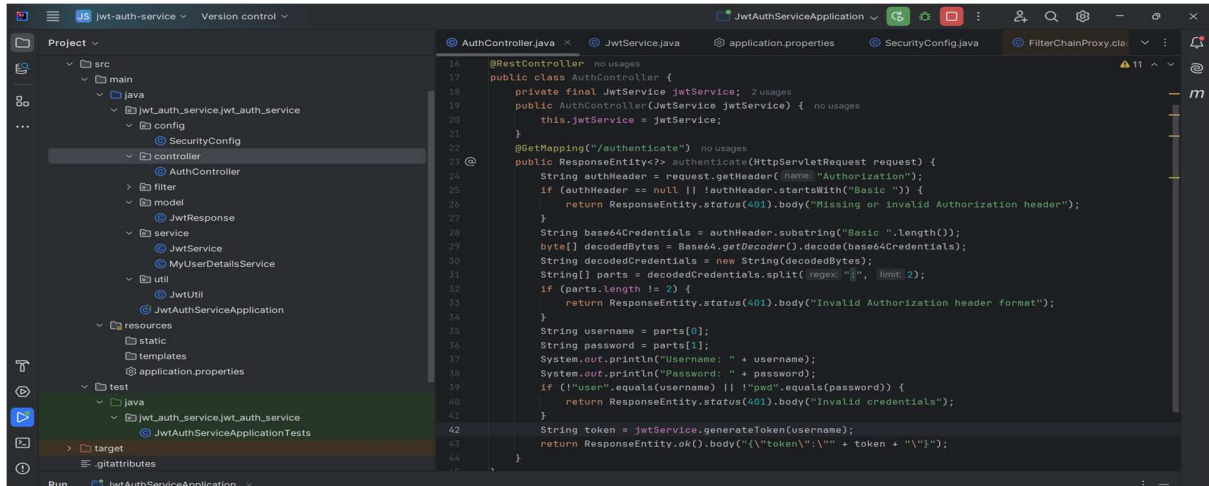 JS jwt-auth-service Version control JwtAuthServiceApplication
Project
AuthController.java JwtService.java application.properties SecurityConfig.java FilterChainProxy.cla
src
main
java
jwt_auth_service.jwt_auth_service
config
SecurityConfig
controller
AuthController
filter
model
JwtResponse
service
JwtService
MyUserDetailsService
util
JwtUtil
JwtAuthServiceApplication
resources
static
templates
application.properties
test
java
jwt_auth_service.jwt_auth_service
JwtAuthServiceApplicationTests
target
.gitattributes
11
m
16 @RestController no usages
17 public class AuthController {
18 private final JwtService jwtService; 2 usages
19 public AuthController(JwtService jwtService) { no usages
20 this.jwtService = jwtService;
21 }
22 @GetMapping("/authenticate") no usages
23 public ResponseEntity<?> authenticate(HttpServletRequest request) {
24 String authHeader = request.getHeader( name: "Authorization");
25 if (authHeader == null || !authHeader.startsWith("Basic ")) {
26 return ResponseEntity.status(401).body("Missing or invalid Authorization header");
27 }
28 String base64Credentials = authHeader.substring("Basic ".length());
29 byte[] decodedBytes = Base64.getDecoder().decode(base64Credentials);
30 String decodedCredentials = new String(decodedBytes);
31 String[] parts = decodedCredentials.split( regex: ":", limit: 2);
32 if (parts.length != 2) {
33 return ResponseEntity.status(401).body("Invalid Authorization header format");
34 }
35 String username = parts[0];
36 String password = parts[1];
37 System.out.println("Username: " + username);
38 System.out.println("Password: " + password);
39 if (!"user".equals(username) || !"pwd".equals(password)) {
40 return ResponseEntity.status(401).body("Invalid credentials");
41 }
42 String token = jwtService.generateToken(username);
43 return ResponseEntity.ok().body("{\"token\":\"" + token + "\"}");
44 }
Run JwtAuthServiceApplication